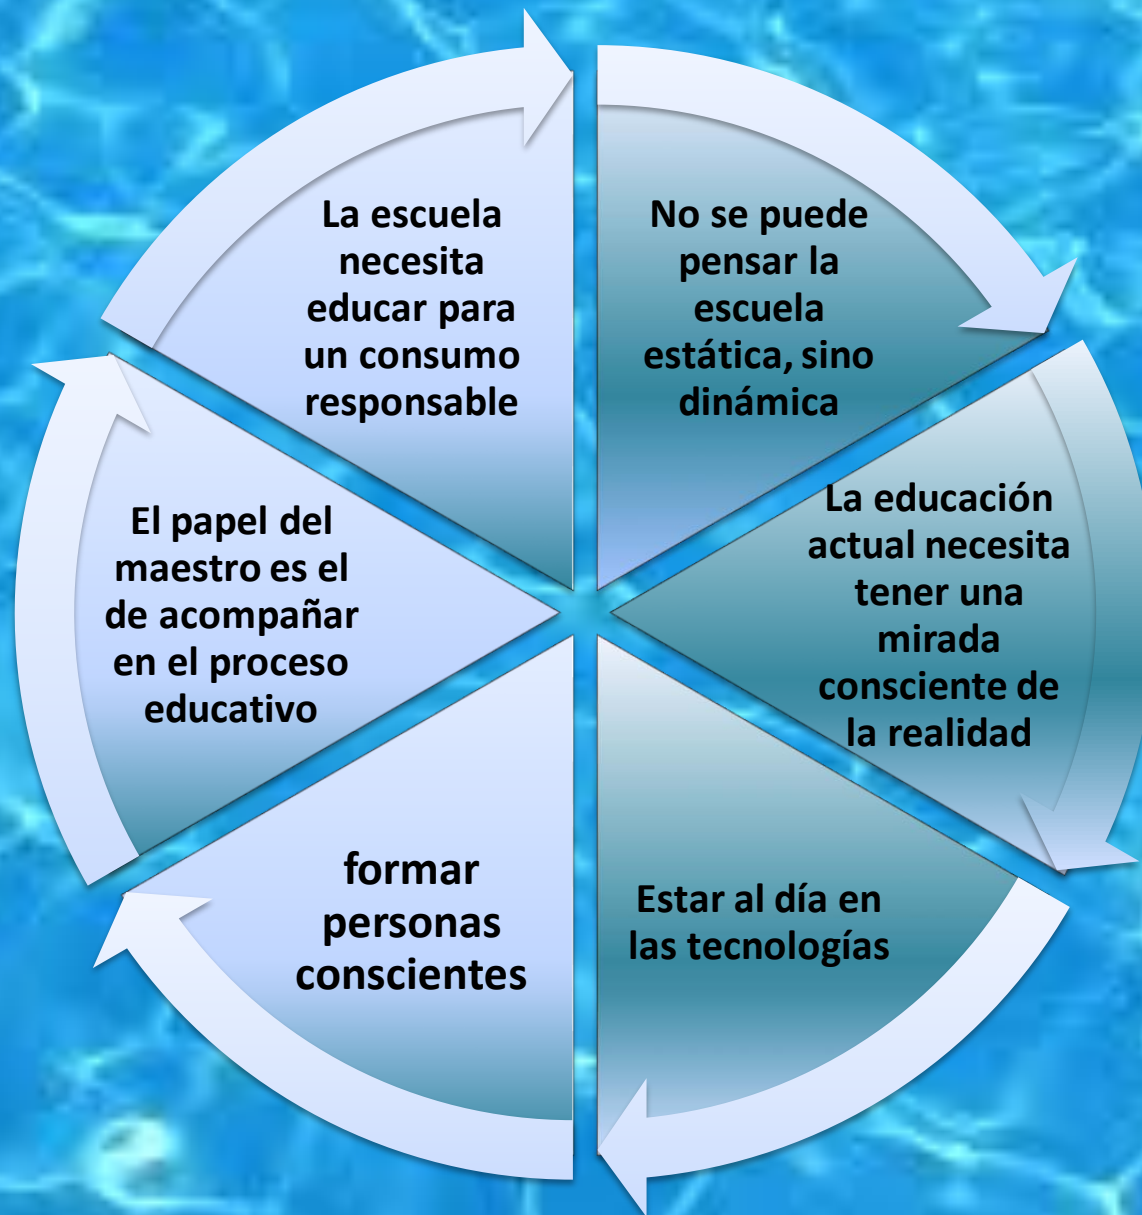 La escuela
necesita
educar para
un consumo
responsable
No se puede
pensar la
escuela
estática, sino
dinámica
La educación
actual necesita
tener una
mirada
consciente de
la realidad
Estar al día en
las tecnologías
formar
personas
conscientes
El papel del
maestro es el
de acompañar
en el proceso
educativo